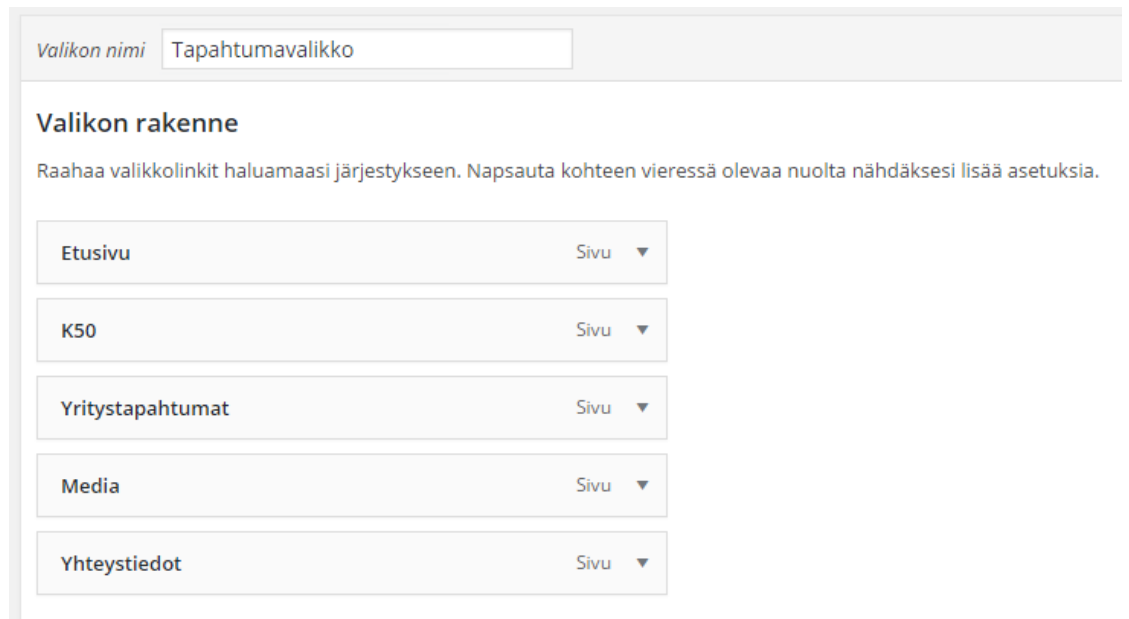 Valikon nimi Tapahtumavalikko
Valikon rakenne
Raahaa valikkolinkit haluamaasi järjestykseen. Napsauta kohteen vieressä olevaa nuolta nähdäksesi lisää asetuksia.
Etusivu Sivu
K50 Sivu
Yritystapahtumat Sivu
Media Sivu
Yhteystiedot Sivu